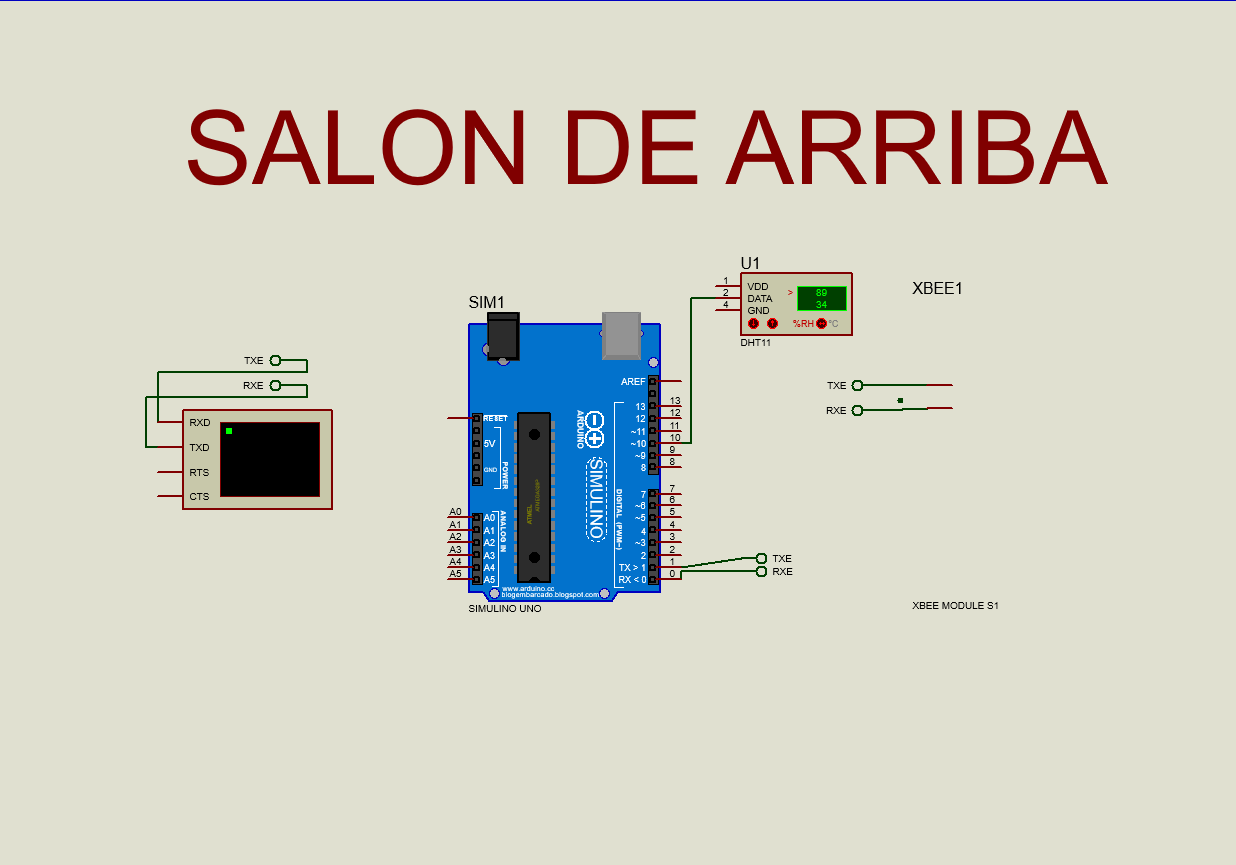 SALON DE ARRIBA
U1
1 VDD
2 DATA
4 GND
> 89
34
%RH °C
DHT11
XBEE1
SIM1
TXE
RXE
RXD
TXD
RTS
CTS
TXE
RXE
AREF
13 13
12 12
~11 11
~10 10
~9 9
8 8
RESET
5V
GND
POWER
ARDUINO
SIMULINO
DIGITAL (PWM~)
7 7
~6 6
~5 5
4 4
~3 3
2 2
TX > 1 1
RX < 0 0
TXE
RXE
A0 A0
A1 A1
A2 A2
A3 A3
A4 A4
A5 A5
ANALOG IN
ATMEL
www.arduino.cc
blogembarcado.blogspot.com
SIMULINO UNO
XBEE MODULE S1